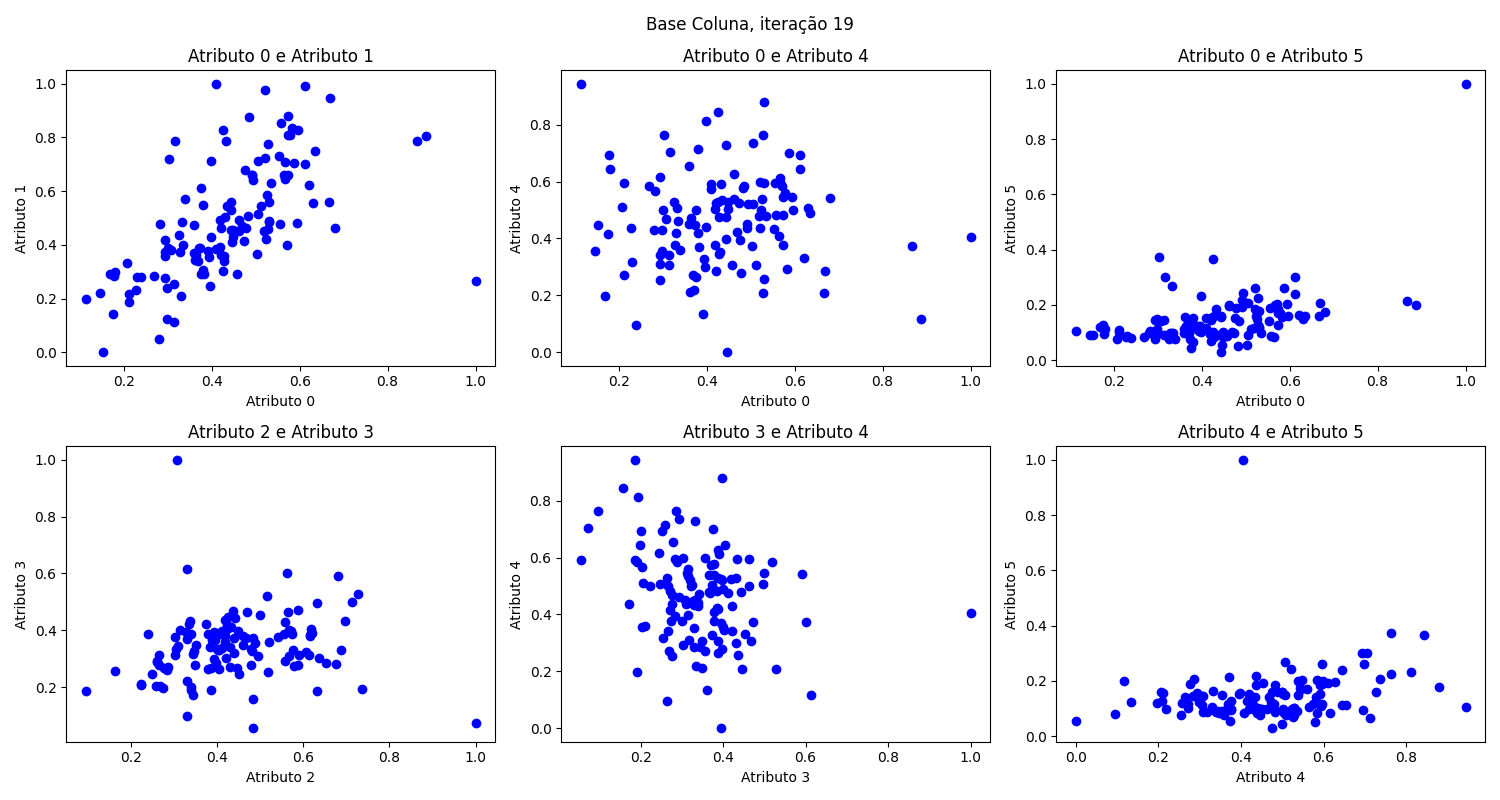 Base Coluna, iteração 19
Atributo 0 e Atributo 1
Atributo 1
1.0
0.8
0.6
0.4
0.2
0.0
0.2 0.4 0.6 0.8 1.0
Atributo 0
Atributo 0 e Atributo 4
Atributo 4
0.8
0.6
0.4
0.2
0.0
0.2 0.4 0.6 0.8 1.0
Atributo 0
Atributo 0 e Atributo 5
Atributo 5
1.0
0.8
0.6
0.4
0.2
0.0
0.2 0.4 0.6 0.8 1.0
Atributo 0
Atributo 2 e Atributo 3
Atributo 3
1.0
0.8
0.6
0.4
0.2
0.2 0.4 0.6 0.8 1.0
Atributo 2
Atributo 3 e Atributo 4
Atributo 4
0.8
0.6
0.4
0.2
0.0
0.2 0.4 0.6 0.8 1.0
Atributo 3
Atributo 4 e Atributo 5
Atributo 5
1.0
0.8
0.6
0.4
0.2
0.0
0.0 0.2 0.4 0.6 0.8
Atributo 4